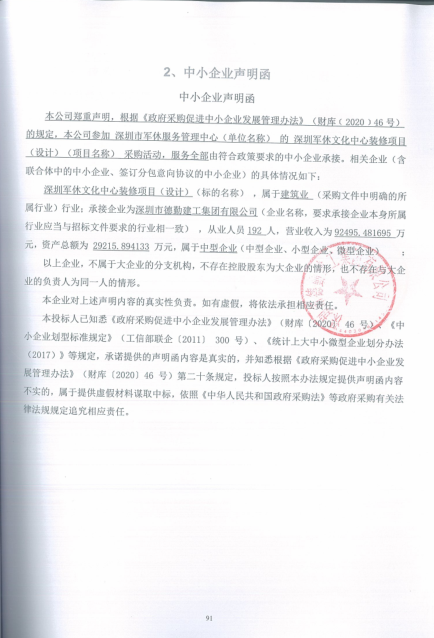 2、中小企业声明函
中小企业声明函
本公司郑重声明，根据《政府采购促进中小企业发展管理办法》（财库﹝2020﹞46 号）
的规定，本公司参加 深圳市军休服务管理中心（单位名称） 的 深圳军休文化中心装修项目
（设计）（项目名称） 采购活动，服务全部由符合政策要求的中小企业承接。相关企业（含
联合体中的中小企业、签订分包意向协议的中小企业）的具体情况如下：
深圳军休文化中心装修项目（设计）（标的名称） ，属于建筑业 （采购文件中明确的所
属行业）行业；承接企业为深圳市德勤建工集团有限公司（企业名称，要求承接企业本身所属
行业应当与招标文件要求的行业相一致），从业人员 192 人，营业收入为 92495.481695 万
元，资产总额为 29215.894133 万元，属于 中型企业（中型企业、小型企业、微型企业） ；
以上企业，不属于大企业的分支机构，不存在控股股东为大企业的情形，也不存在与大企
业的负责人为同一人的情形。
本企业对上述声明内容的真实性负责。如有虚假，将依法承担相应责任。
本投标人已知悉《政府采购促进中小企业发展管理办法》（财库〔2020〕46 号）、《中
小企业划型标准规定》（工信部联企〔2011〕300 号）、《统计上大中小微型企业划分办法
（2017）》等规定，承诺提供的声明函内容是真实的，并知悉根据《政府采购促进中小企业发
展管理办法》（财库〔2020〕46 号）第二十条规定，投标人按照本办法规定提供声明函内容
不实的，属于提供虚假材料谋取中标，依照《中华人民共和国政府采购法》等政府采购有关法
律法规规定追究相应责任。
91